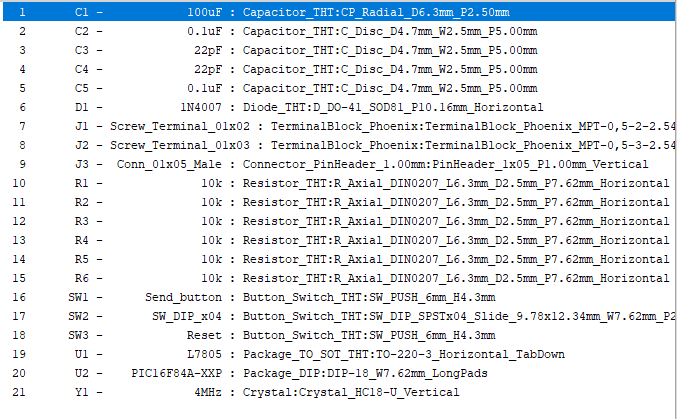 1 C1 - 100uF : Capacitor_THT:CP_Radial_D6.3mm_P2.50mm
2 C2 - 0.1uF : Capacitor_THT:C_Disc_D4.7mm_W2.5mm_P5.00mm
3 C3 - 22pF : Capacitor_THT:C_Disc_D4.7mm_W2.5mm_P5.00mm
4 C4 - 22pF : Capacitor_THT:C_Disc_D4.7mm_W2.5mm_P5.00mm
5 C5 - 0.1uF : Capacitor_THT:C_Disc_D4.7mm_W2.5mm_P5.00mm
6 D1 - 1N4007 : Diode_THT:D_DO-41_SOD81_P10.16mm_Horizontal
7 J1 - Screw_Terminal_01x02 : TerminalBlock_Phoenix:TerminalBlock_Phoenix_MPT-0,5-2-2.54
8 J2 - Screw_Terminal_01x03 : TerminalBlock_Phoenix:TerminalBlock_Phoenix_MPT-0,5-3-2.54
9 J3 - Conn_01x05_Male : Connector_PinHeader_1.00mm:PinHeader_1x05_P1.00mm_Vertical
10 R1 - 10k : Resistor_THT:R_Axial_DIN0207_L6.3mm_D2.5mm_P7.62mm_Horizontal
11 R2 - 10k : Resistor_THT:R_Axial_DIN0207_L6.3mm_D2.5mm_P7.62mm_Horizontal
12 R3 - 10k : Resistor_THT:R_Axial_DIN0207_L6.3mm_D2.5mm_P7.62mm_Horizontal
13 R4 - 10k : Resistor_THT:R_Axial_DIN0207_L6.3mm_D2.5mm_P7.62mm_Horizontal
14 R5 - 10k : Resistor_THT:R_Axial_DIN0207_L6.3mm_D2.5mm_P7.62mm_Horizontal
15 R6 - 10k : Resistor_THT:R_Axial_DIN0207_L6.3mm_D2.5mm_P7.62mm_Horizontal
16 SW1 - Send_button : Button_Switch_THT:SW_PUSH_6mm_H4.3mm
17 SW2 - SW_DIP_x04 : Button_Switch_THT:SW_DIP_SPSTx04_Slide_9.78x12.34mm_W7.62mm_P2
18 SW3 - Reset : Button_Switch_THT:SW_PUSH_6mm_H4.3mm
19 U1 - L7805 : Package_TO_SOT_THT:TO-220-3_Horizontal_TabDown
20 U2 - PIC16F84A-XXP : Package_DIP:DIP-18_W7.62mm_LongPads
21 Y1 - 4MHz : Crystal:Crystal_HC18-U_Vertical